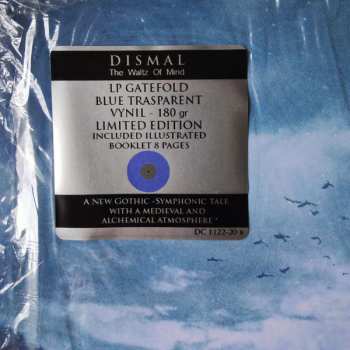 DISMAL
The Waltz Of Mind
LP GATEFOLD
BLUE TRASPARENT
VYNIL - 180 gr
LIMITED EDITION
INCLUDED ILLUSTRATED
BOOKLET 8 PAGES
A NEW GOTHIC -SYMPHONIC TALE
WITH A MEDIEVAL AND
ALCHEMICAL ATMOSPHERE"
DC 1122-20 b